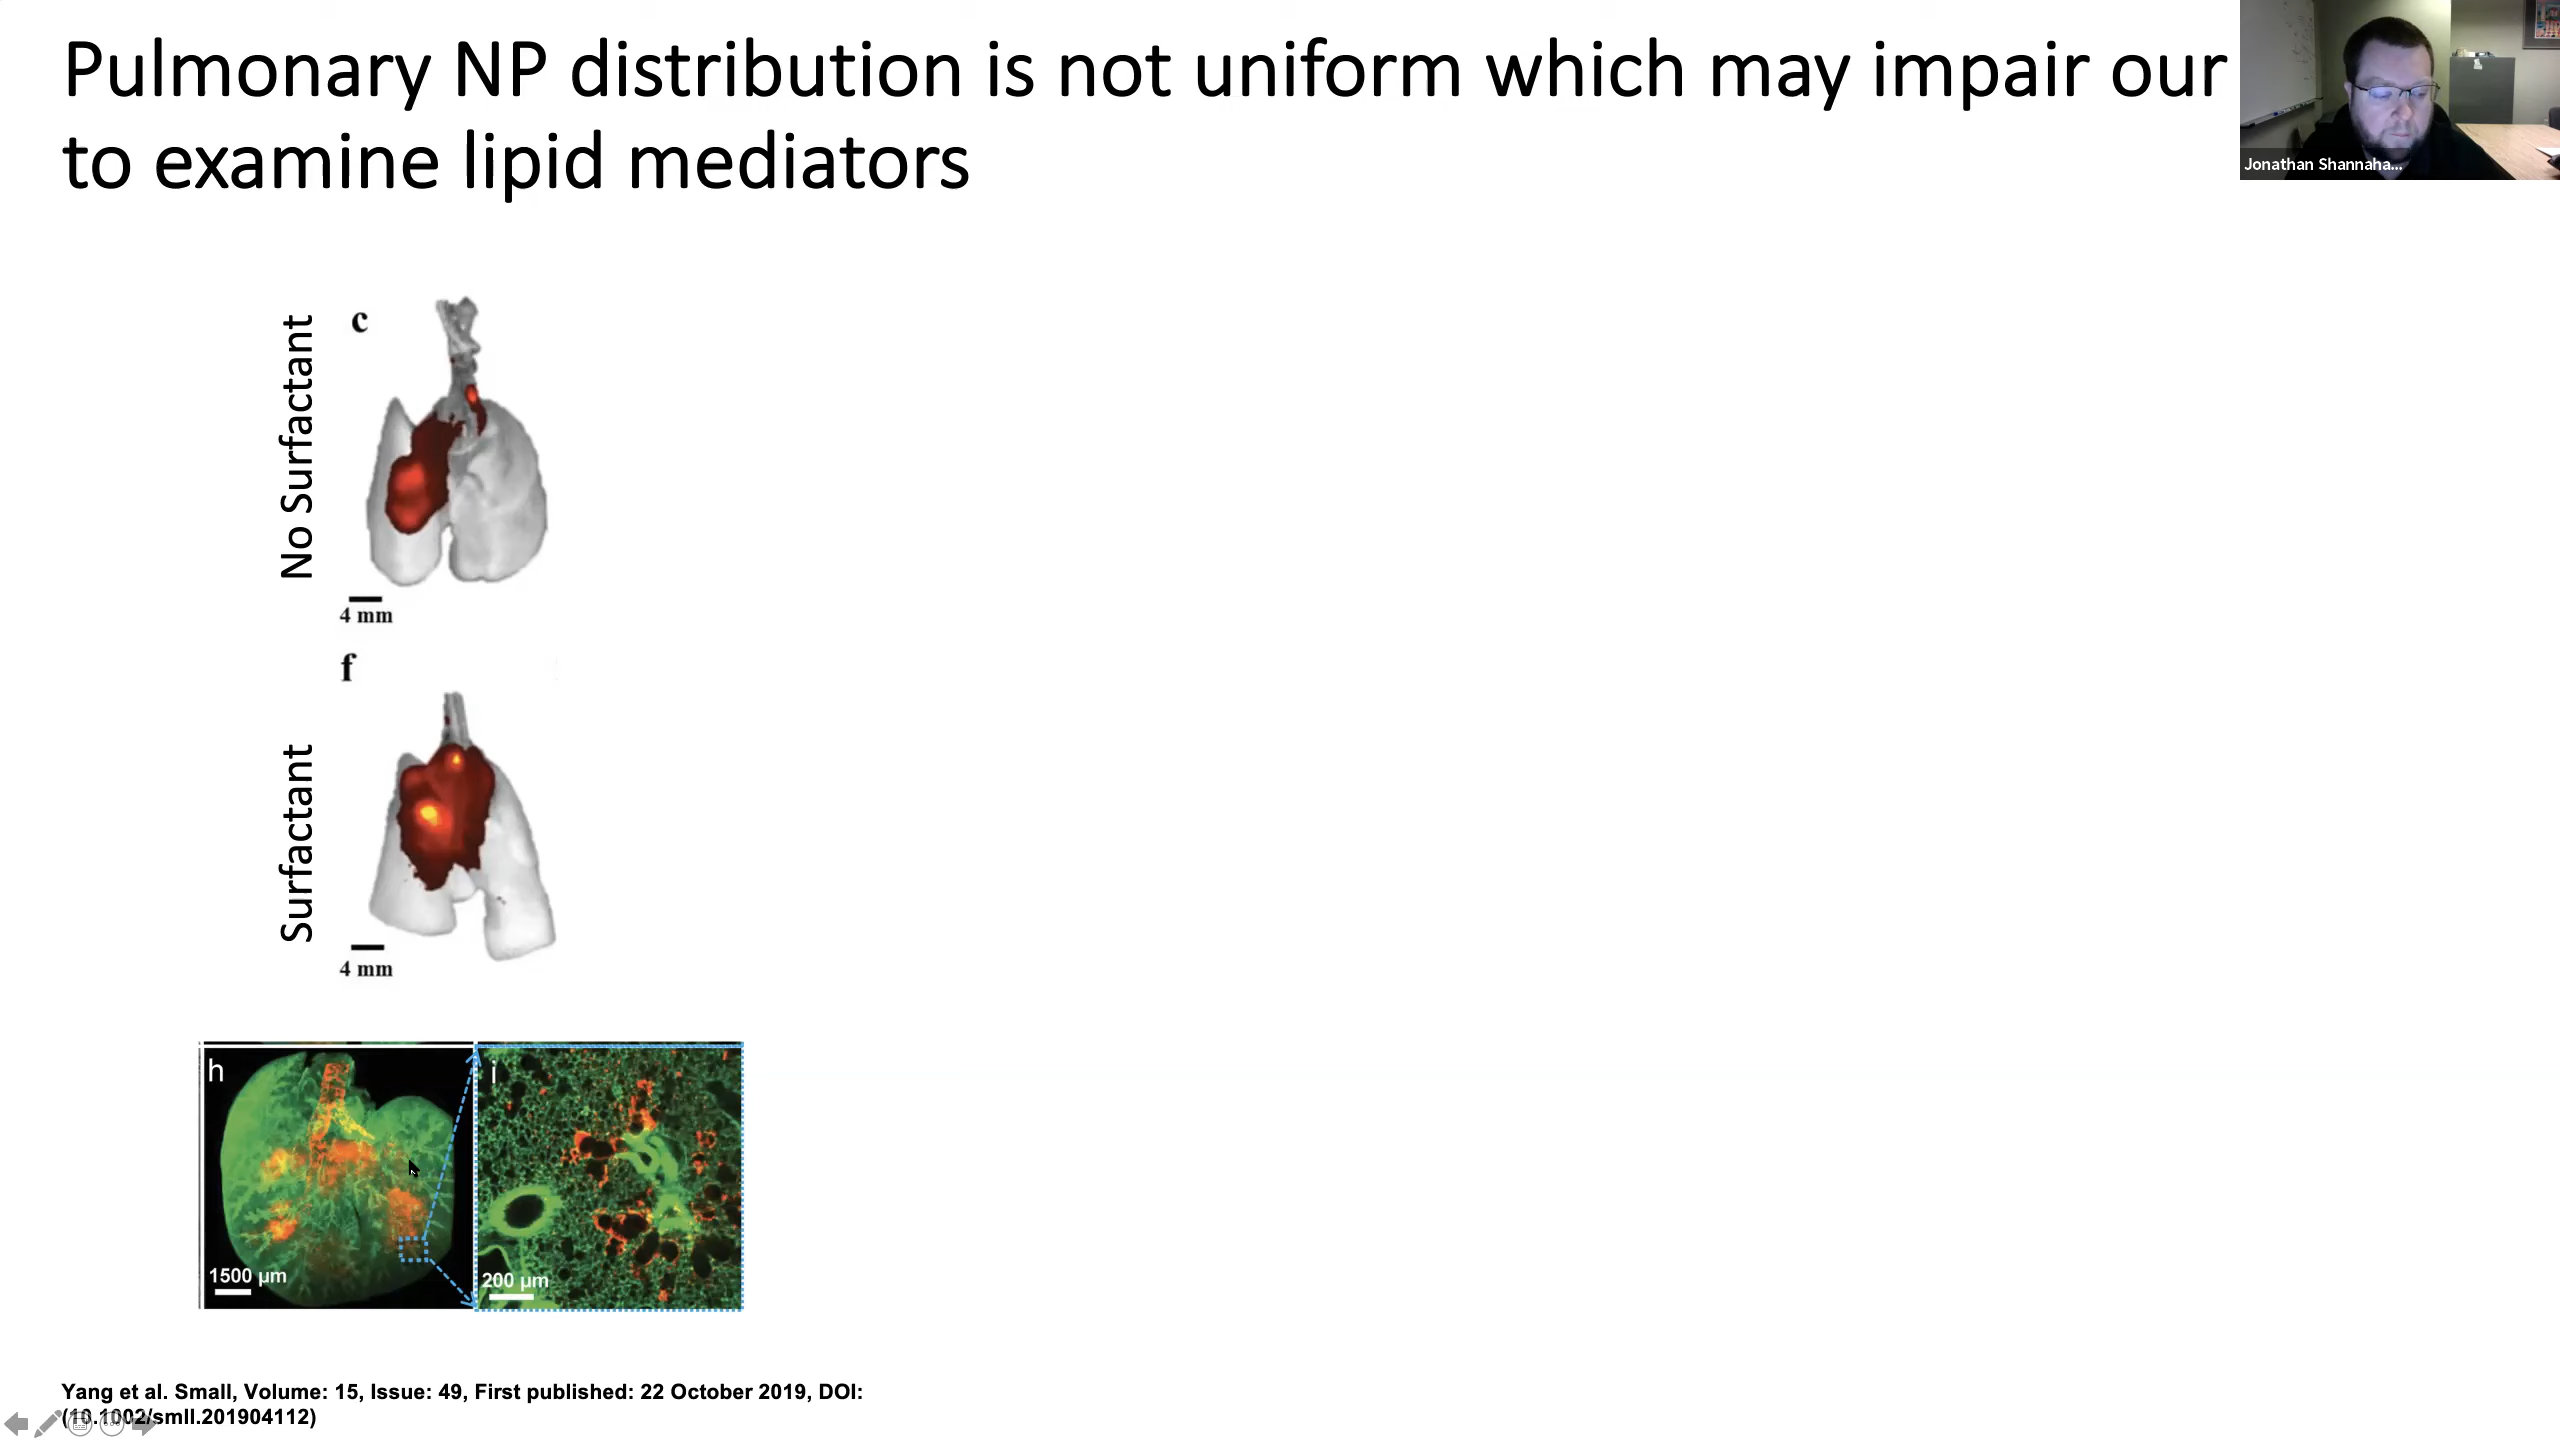 Pulmonary NP distribution is not uniform which may impair our
to examine lipid mediators
Jonathan Shannaha...
No Surfactant
c
4 mm
f
Surfactant
4 mm
h
i
1500 µm
200 µm
Yang et al. Small, Volume: 15, Issue: 49, First published: 22 October 2019, DOI:
(10.1002/smll.201904112)